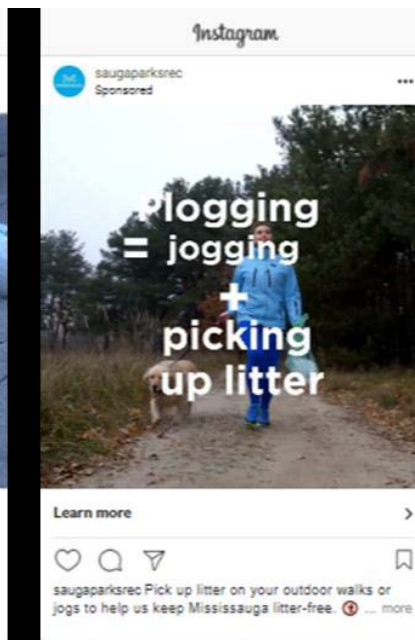 Instagram
saugaparksrec
Sponsored
Plogging
= jogging
+
picking
up litter
Learn more
saugaparksrec Pick up litter on your outdoor walks or
jogs to help us keep Mississauga litter-free. ... more